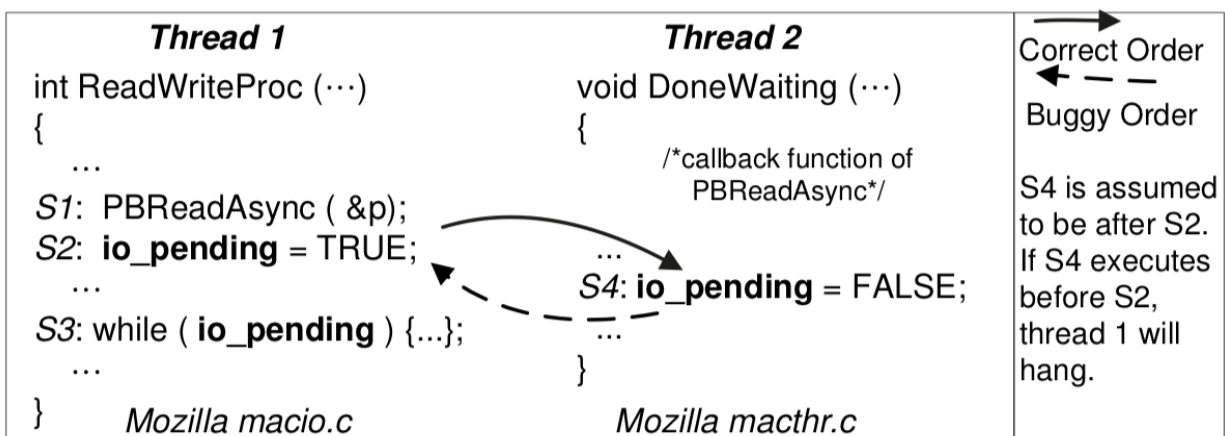 Thread 1
int ReadWriteProc (···)
{
...
S1: PBReadAsync ( &p);
S2: io_pending = TRUE;
...
S3: while ( io_pending ) {...};
...
}
Mozilla macio.c
Thread 2
void DoneWaiting (···)
{
/*callback function of
PBReadAsync*/
...
S4: io_pending = FALSE;
...
}
Mozilla macthr.c
Correct Order
Buggy Order
S4 is assumed
to be after S2.
If S4 executes
before S2,
thread 1 will
hang.